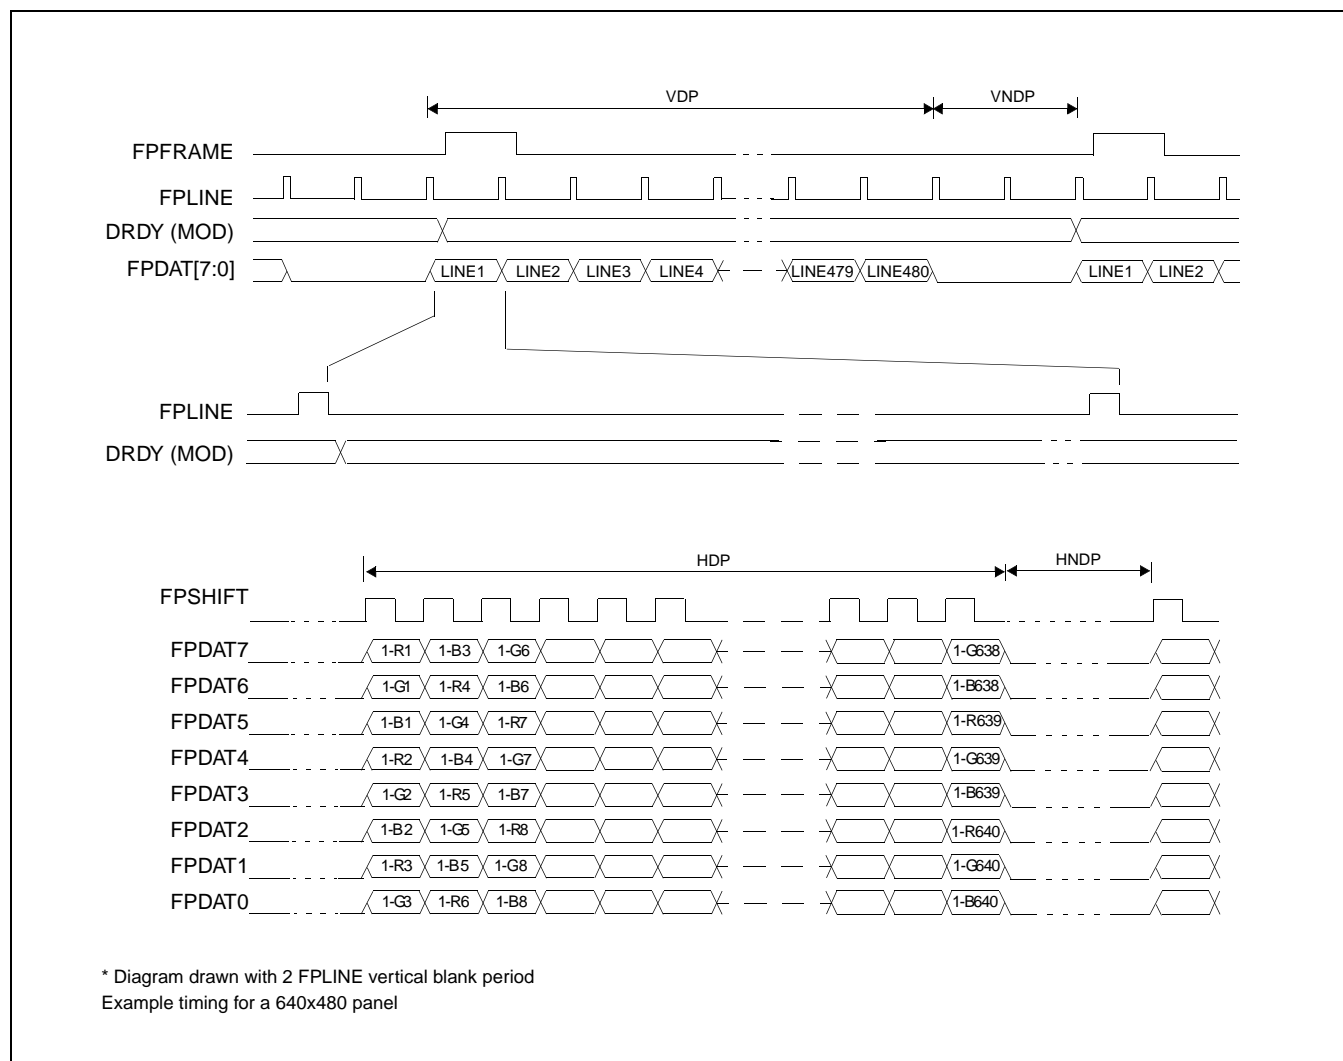 VDP VNDP
FPFRAME
FPLINE
DRDY (MOD)
FPDAT[7:0] LINE1 LINE2 LINE3 LINE4 LINE479 LINE480 LINE1 LINE2
FPLINE
DRDY (MOD)
HDP HNDP
FPSHIFT
FPDAT7 1-R1 1-B3 1-G6 1-G638
FPDAT6 1-G1 1-R4 1-B6 1-B638
FPDAT5 1-B1 1-G4 1-R7 1-R639
FPDAT4 1-R2 1-B4 1-G7 1-G639
FPDAT3 1-G2 1-R5 1-B7 1-B639
FPDAT2 1-B2 1-G5 1-R8 1-R640
FPDAT1 1-R3 1-B5 1-G8 1-G640
FPDAT0 1-G3 1-R6 1-B8 1-B640
* Diagram drawn with 2 FPLINE vertical blank period
Example timing for a 640x480 panel